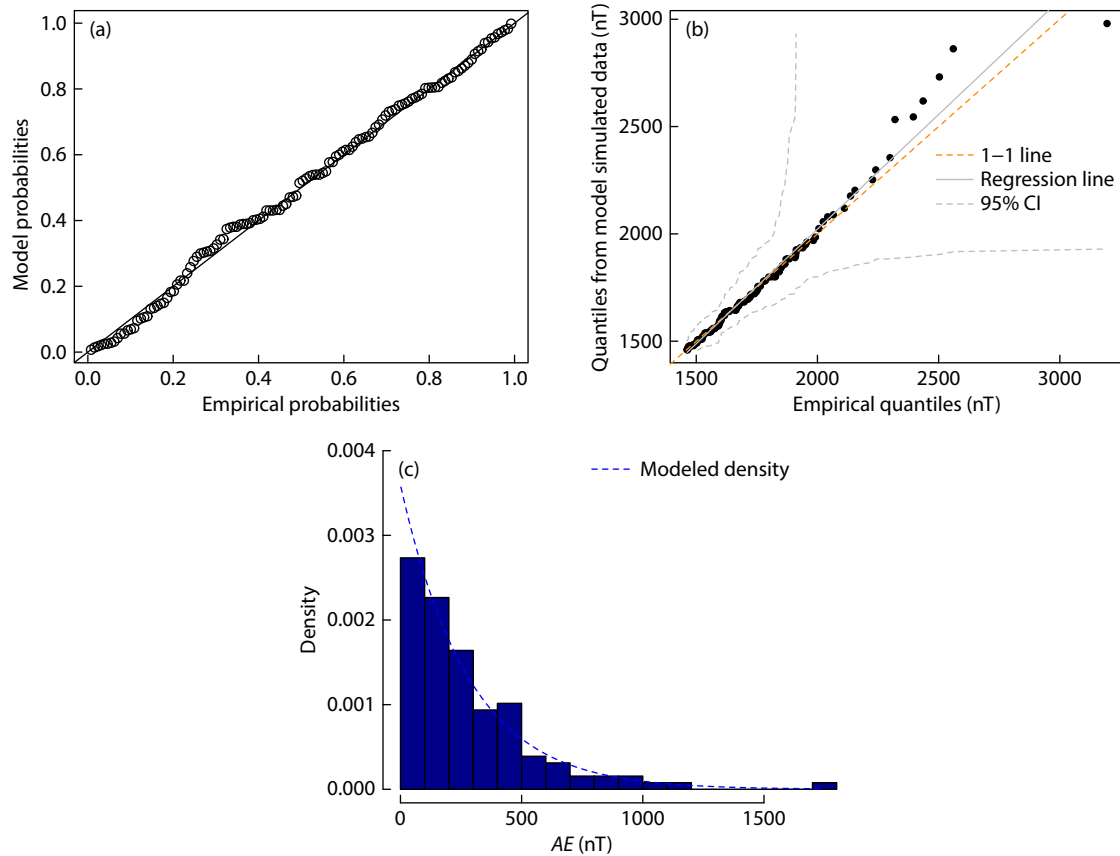 (a)
1.0
0.8
0.6
0.4
0.2
0.0
Model probabilities
0.0 0.2 0.4 0.6 0.8 1.0
Empirical probabilities
(b)
3000
2500
2000
1500
Quantiles from model simulated data (nT)
1−1 line
Regression line
95% CI
1500 2000 2500 3000
Empirical quantiles (nT)
(c)
Modeled density
0.004
0.003
0.002
0.001
0.000
Density
0 500 1000 1500
AE (nT)